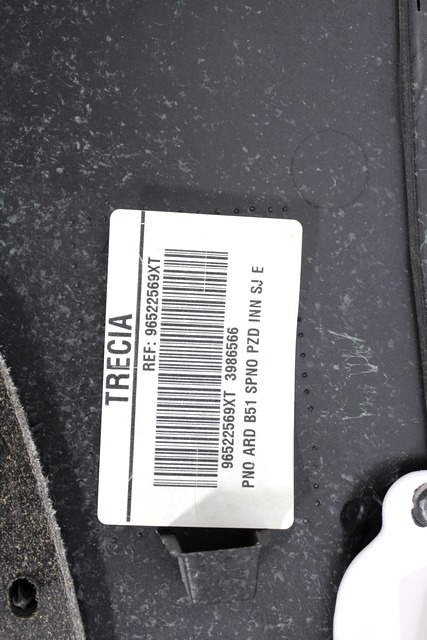 TRECIA
REF: 96522569XT
96522569XT 3986566
PNO ARD B51 SPNO PZD INN SJ E